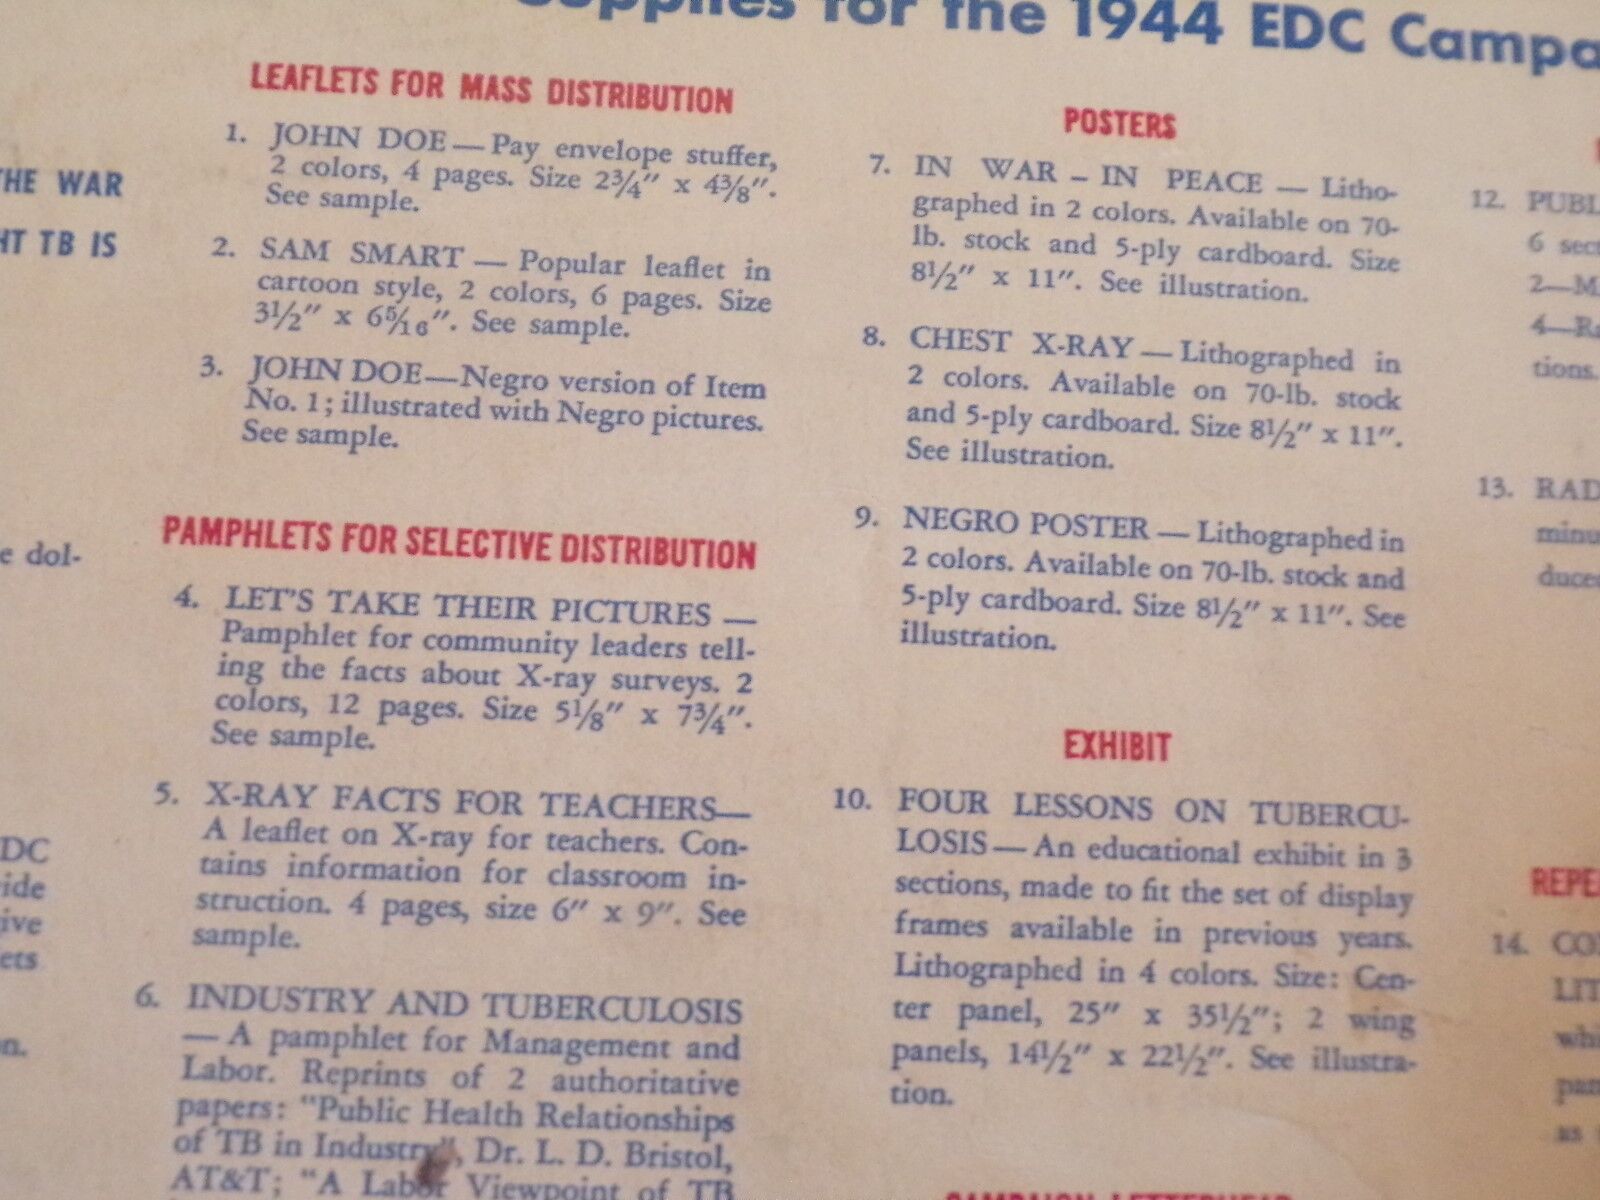 Supplies for the 1944 EDC
THE WAR
TB IS
e dol-
EDC
ide
ive
ets
on.
LEAFLETS FOR MASS DISTRIBUTION
1. JOHN DOE — Pay envelope stuffer,
2 colors, 4 pages. Size 2¾" x 4⅜".
See sample.
2. SAM SMART — Popular leaflet in
cartoon style, 2 colors, 6 pages. Size
3½" x 6 5/16". See sample.
3. JOHN DOE—Negro version of Item
No. 1; illustrated with Negro pictures.
See sample.
PAMPHLETS FOR SELECTIVE DISTRIBUTION
4. LET'S TAKE THEIR PICTURES —
Pamphlet for community leaders tell-
ing the facts about X-ray surveys. 2
colors, 12 pages. Size 5⅛" x 7¾".
See sample.
5. X-RAY FACTS FOR TEACHERS—
A leaflet on X-ray for teachers. Con-
tains information for classroom in-
struction. 4 pages, size 6" x 9". See
sample.
6. INDUSTRY AND TUBERCULOSIS
— A pamphlet for Management and
Labor. Reprints of 2 authoritative
papers: "Public Health Relationships
of TB in Industry", Dr. L. D. Bristol,
AT&T; "A Labor Viewpoint of TB
POSTERS
7. IN WAR – IN PEACE — Litho-
graphed in 2 colors. Available on 70-
lb. stock and 5-ply cardboard. Size
8½" x 11". See illustration.
8. CHEST X-RAY — Lithographed in
2 colors. Available on 70-lb. stock
and 5-ply cardboard. Size 8½" x 11".
See illustration.
9. NEGRO POSTER — Lithographed in
2 colors. Available on 70-lb. stock and
5-ply cardboard. Size 8½" x 11". See
illustration.
EXHIBIT
10. FOUR LESSONS ON TUBERCU-
LOSIS — An educational exhibit in 3
sections, made to fit the set of display
frames available in previous years.
Lithographed in 4 colors. Size: Cen-
ter panel, 25" x 35½"; 2 wing
panels, 14½" x 22½". See illustra-
tion.
CAMPAIGN LETTERHEAD
12. PUBL
6 sec
2—M
4—Ra
tions.
13. RAD
minu
duce
REPE
14. CO
LIT
whi
pan
as